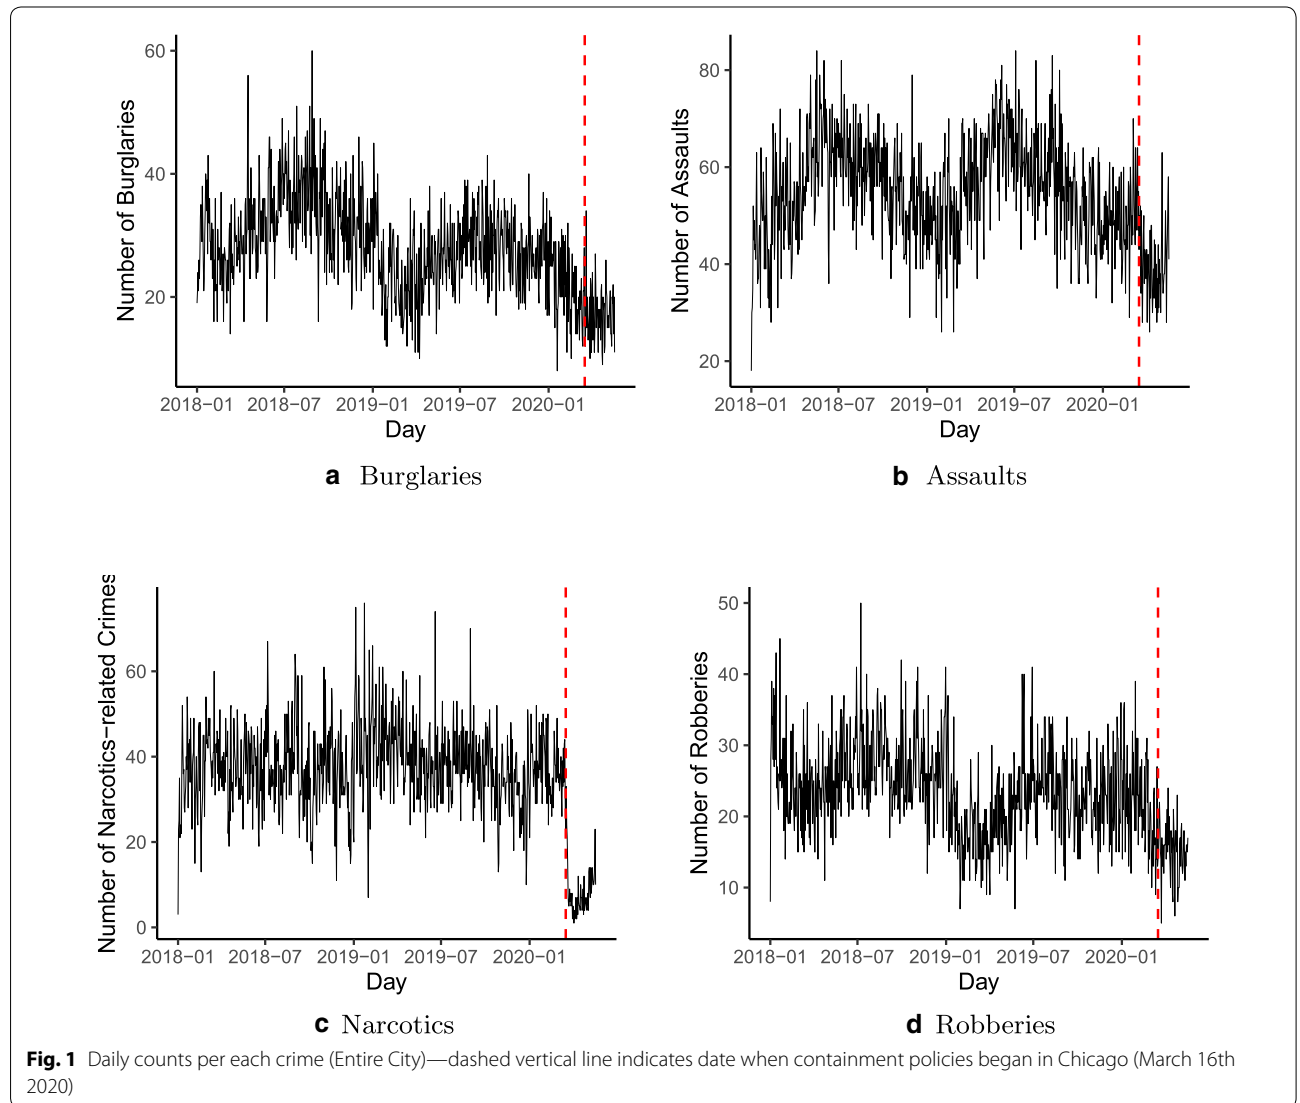 Number of Burglaries
60
40
20
2018−01 2018−07 2019−01 2019−07 2020−01
Day
a Burglaries
Number of Assaults
80
60
40
20
2018−01 2018−07 2019−01 2019−07 2020−01
Day
b Assaults
Number of Narcotics−related Crimes
60
40
20
0
2018−01 2018−07 2019−01 2019−07 2020−01
Day
c Narcotics
Number of Robberies
50
40
30
20
10
2018−01 2018−07 2019−01 2019−07 2020−01
Day
d Robberies
Fig. 1 Daily counts per each crime (Entire City)—dashed vertical line indicates date when containment policies began in Chicago (March 16th
2020)